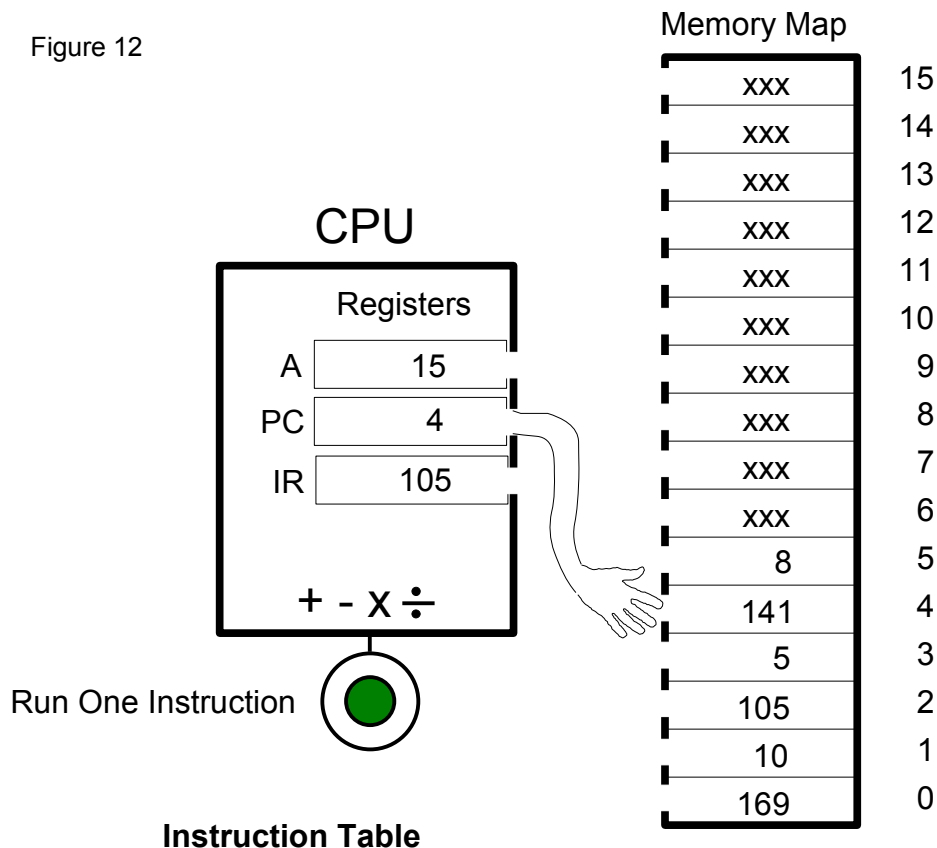 Figure 12
Memory Map
xxx 15
xxx 14
xxx 13
xxx 12
xxx 11
xxx 10
xxx 9
xxx 8
xxx 7
xxx 6
8 5
141 4
5 3
105 2
10 1
169 0
CPU
Registers
A 15
PC 4
IR 105
+ - x ÷
Run One Instruction
Instruction Table